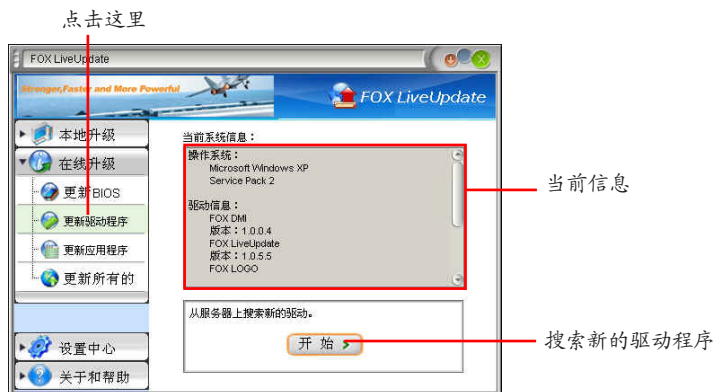 点击这里
FOX LiveUpdate
Stronger,Faster and More Powerful
FOX LiveUpdate
本地升级
在线升级
更新BIOS
更新驱动程序
更新应用程序
更新所有的
设置中心
关于和帮助
当前系统信息：
操作系统：
Microsoft Windows XP
Service Pack 2
驱动信息：
FOX DMI
版本：1.0.0.4
FOX LiveUpdate
版本：1.0.5.5
FOX LOGO
当前信息
从服务器上搜索新的驱动。
开 始
搜索新的驱动程序